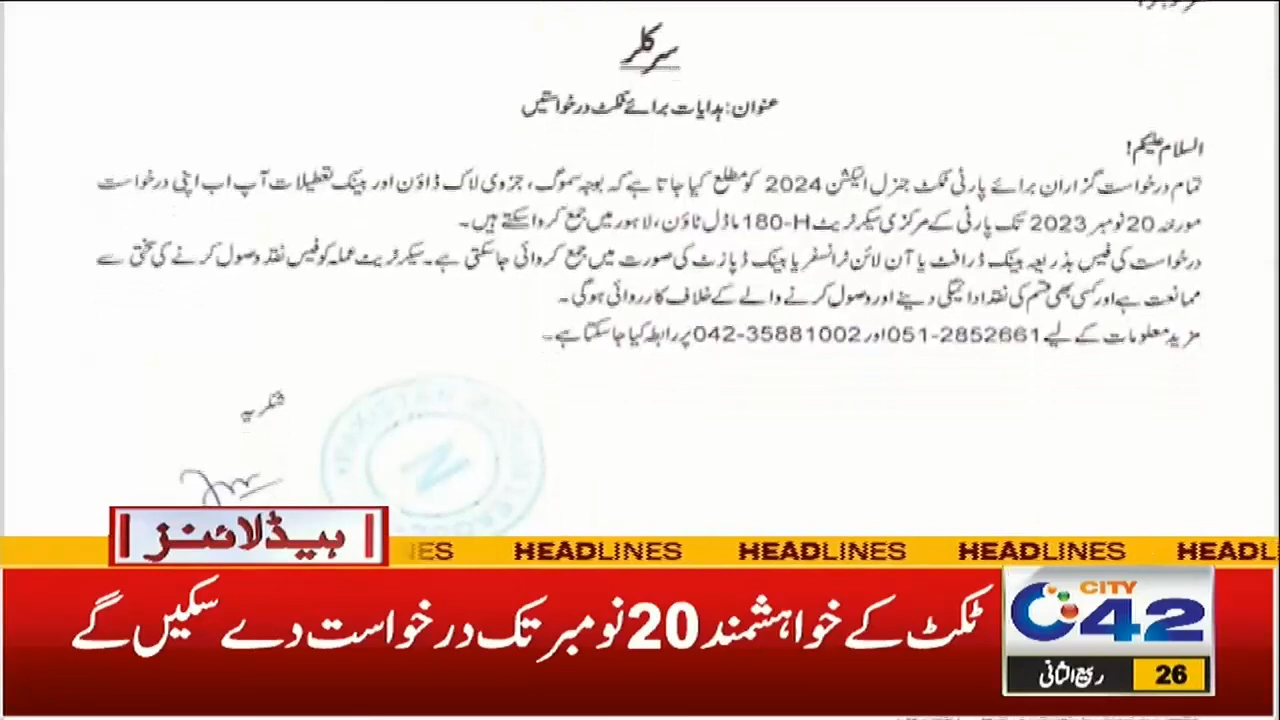 سرکلر
عنوان: ہدایات برائے ٹکٹ درخواستیں
السلام علیکم!
تمام درخواست گزاران برائے پارٹی ٹکٹ جنرل الیکشن 2024 کو مطلع کیا جاتا ہے کہ بوجہ سموگ، جزوی لاک ڈاؤن اور بینک تعطیلات آپ اب اپنی درخواست
مورخہ 20 نومبر 2023 تک پارٹی کے مرکزی سیکرٹریٹ 180-H ماڈل ٹاؤن، لاہور میں جمع کروا سکتے ہیں۔
درخواست کی فیس بذریعہ بینک ڈرافٹ یا آن لائن ٹرانسفر یا بینک ڈپازٹ کی صورت میں جمع کروائی جاسکتی ہے۔ سیکرٹریٹ عملہ کو فیس نقد وصول کرنے کی سختی سے
ممانعت ہے اور کسی بھی قسم کی نقد ادائیگی دینے اور وصول کرنے والے کے خلاف کارروائی ہوگی۔
مزید معلومات کے لیے 051-2852661 اور 042-35881002 پر رابطہ کیا جاسکتا ہے۔
شکریہ
ہیڈلائنز
INES HEADLINES HEADLINES HEADLINES HEADL
ٹکٹ کے خواہشمند 20 نومبر تک درخواست دے سکیں گے
CITY
42
26 ربیع الثانی